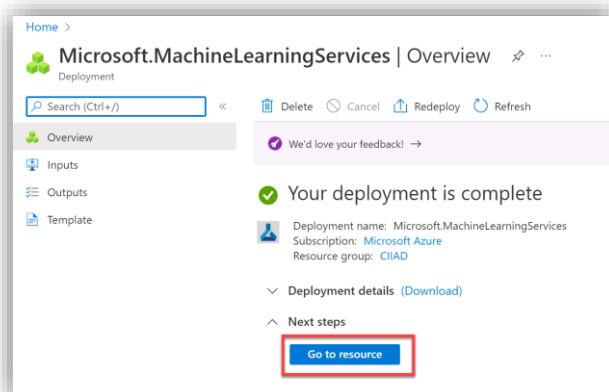 Home >
Microsoft.MachineLearningServices | Overview
Deployment
Search (Ctrl+/)
«
Delete Cancel Redeploy Refresh
Overview
Inputs
Outputs
Template
We'd love your feedback! →
Your deployment is complete
Deployment name: Microsoft.MachineLearningServices
Subscription: Microsoft Azure
Resource group: CIIAD
Deployment details (Download)
Next steps
Go to resource